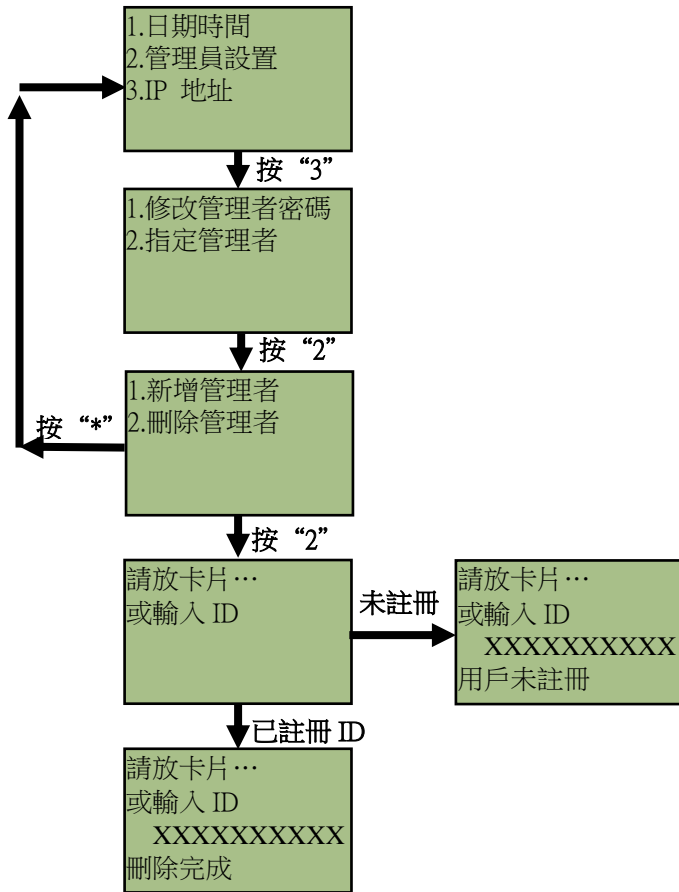 1.日期時間
2.管理員設置
3.IP 地址
按“3”
1.修改管理者密碼
2.指定管理者
按“2”
1.新增管理者
2.刪除管理者
按“*”
按“2”
請放卡片…
或輸入 ID
未註冊
請放卡片…
或輸入 ID
XXXXXXXXXX
用戶未註冊
已註冊 ID
請放卡片…
或輸入 ID
XXXXXXXXXX
刪除完成